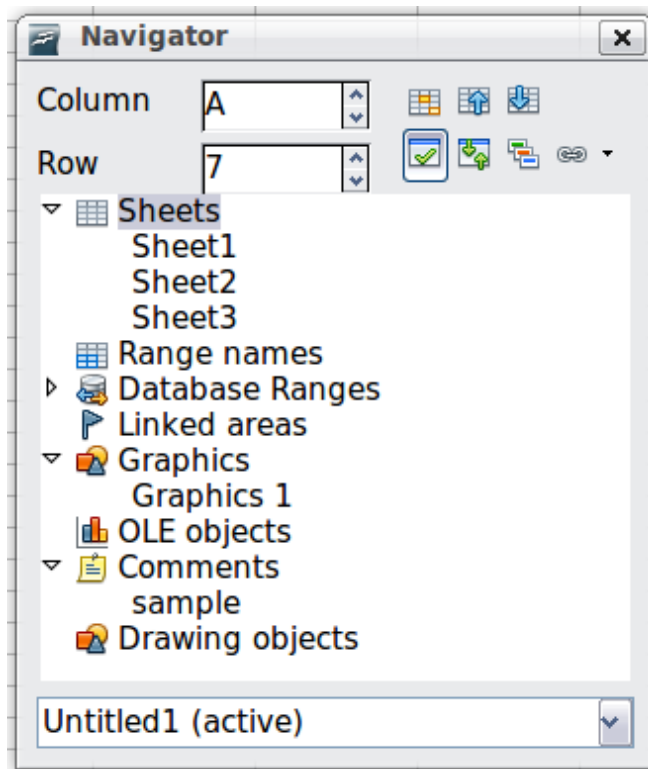 Navigator
Column A
Row 7
Sheets
Sheet1
Sheet2
Sheet3
Range names
Database Ranges
Linked areas
Graphics
Graphics 1
OLE objects
Comments
sample
Drawing objects
Untitled1 (active)